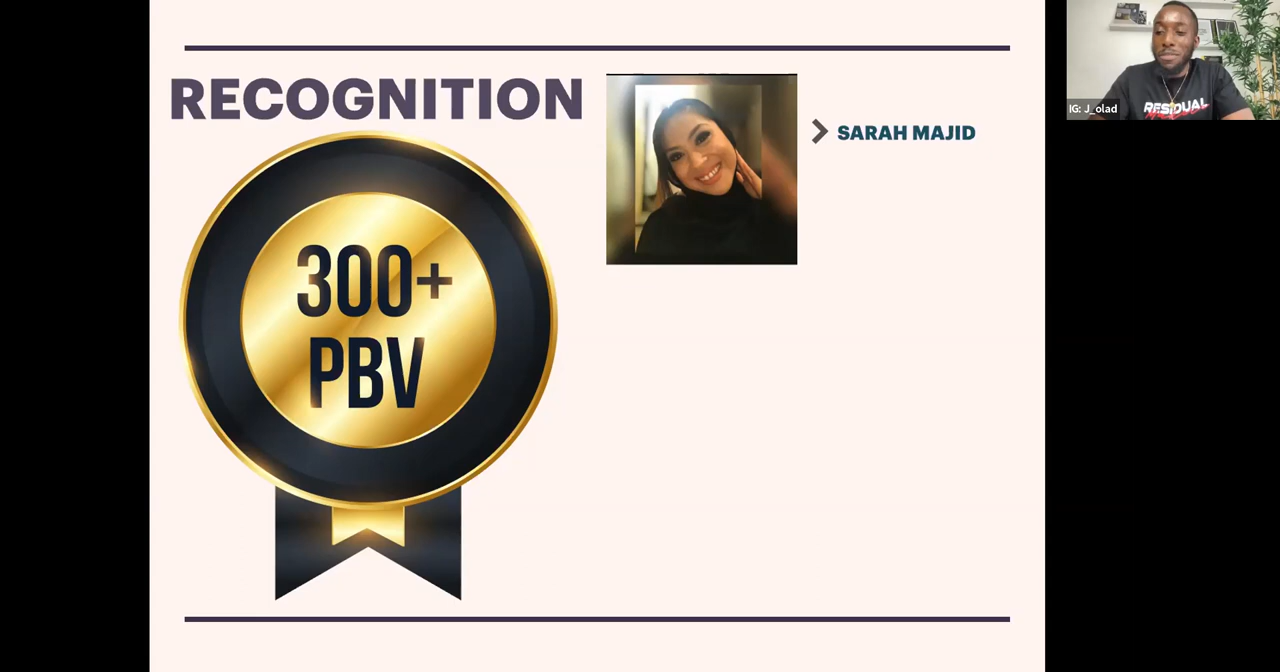 RECOGNITION
SARAH MAJID
300+
PBV
IG: J_olad
RESIDUAL